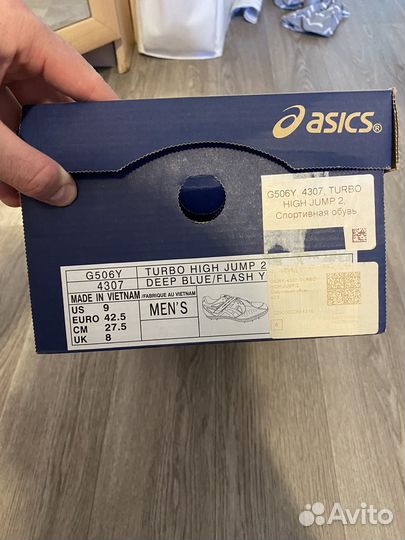 asics®
G506Y, 4307, TURBO
HIGH JUMP 2,
Спортивная обувь
G506Y TURBO HIGH JUMP 2
4307 DEEP BLUE/FLASH Y
MADE IN VIETNAM /FABRIQUE AU VIETNAM
US 9
EURO 42.5
CM 27.5
UK 8
MEN'S
Avito